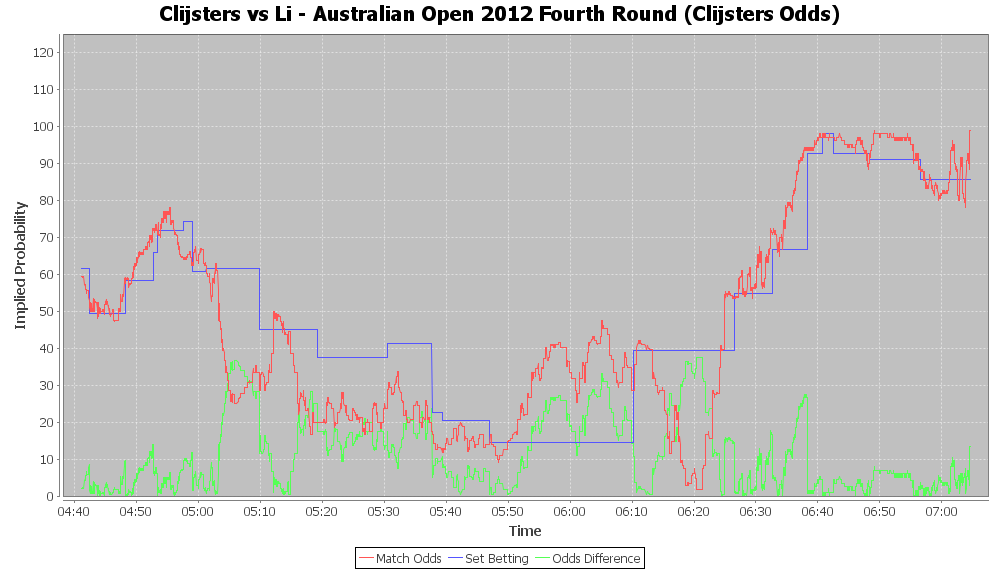 Clijsters vs Li - Australian Open 2012 Fourth Round (Clijsters Odds)
120
110
100
90
80
70
60
50
40
30
20
10
0
Implied Probability
04:40 04:50 05:00 05:10 05:20 05:30 05:40 05:50 06:00 06:10 06:20 06:30 06:40 06:50 07:00
Time
Match Odds Set Betting Odds Difference